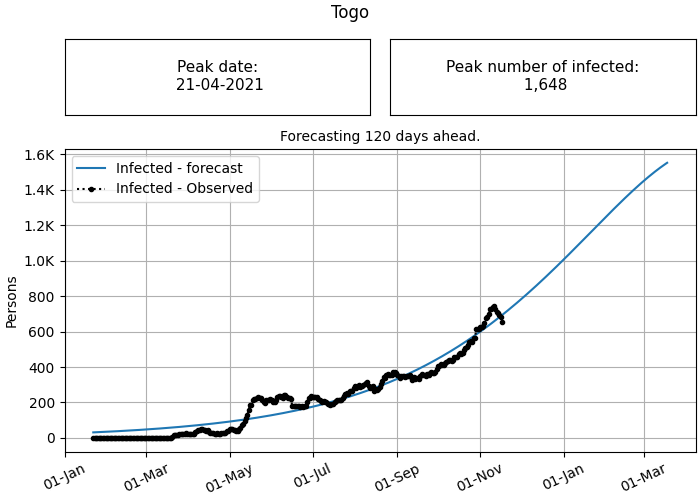 Togo
Peak date:
21-04-2021
Peak number of infected:
1,648
Forecasting 120 days ahead.
Infected - forecast
Infected - Observed
1.6K
1.4K
1.2K
1.0K
800
600
400
200
0
Persons
01-Jan
01-Mar
01-May
01-Jul
01-Sep
01-Nov
01-Jan
01-Mar